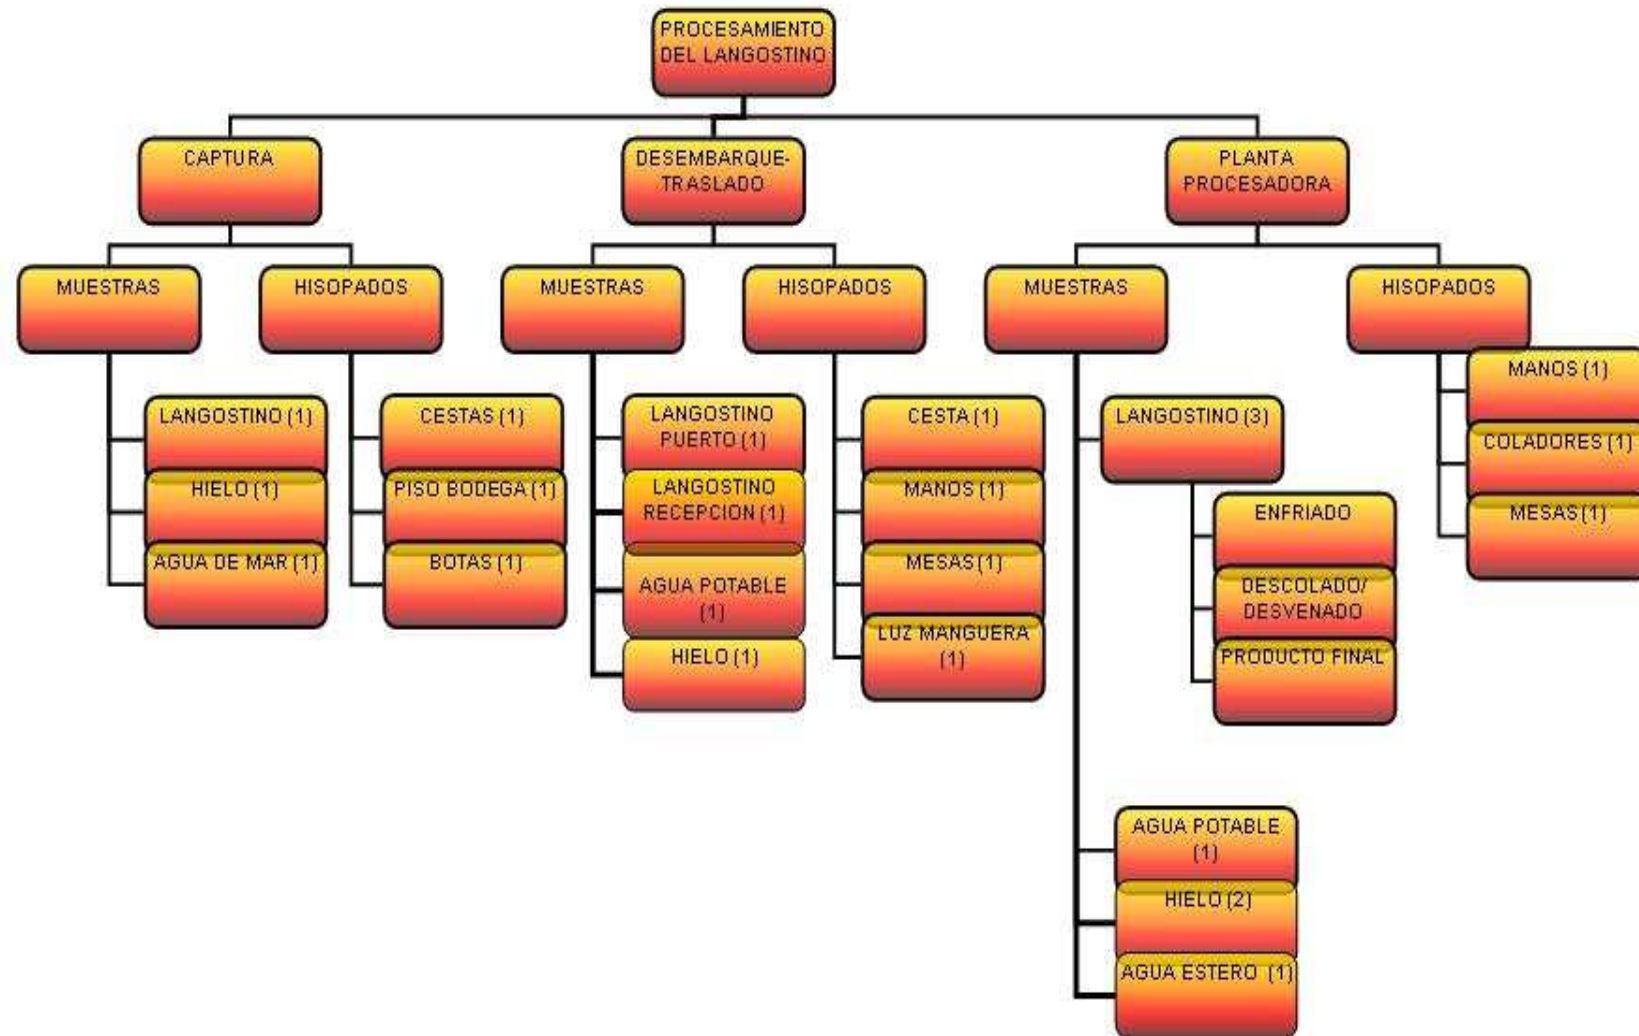 PROCESAMIENTO
DEL LANGOSTINO
CAPTURA
DESEMBARQUE-
TRASLADO
PLANTA
PROCESADORA
MUESTRAS
HISOPADOS
MUESTRAS
HISOPADOS
MUESTRAS
HISOPADOS
LANGOSTINO (1)
HIELO (1)
AGUA DE MAR (1)
CESTAS (1)
PISO BODEGA (1)
BOTAS (1)
LANGOSTINO
PUERTO (1)
LANGOSTINO
RECEPCION (1)
AGUA POTABLE
(1)
HIELO (1)
CESTA (1)
MANOS (1)
MESAS (1)
LUZ MANGUERA
(1)
LANGOSTINO (3)
ENFRIADO
DESCOLADO/
DESVENADO
PRODUCTO FINAL
AGUA POTABLE
(1)
HIELO (2)
AGUA ESTERO (1)
MANOS (1)
COLADORES (1)
MESAS (1)